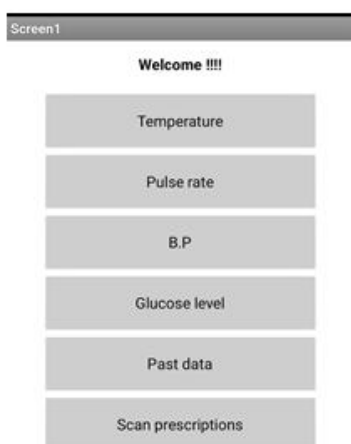 Screen1
Welcome !!!!
Temperature
Pulse rate
B.P
Glucose level
Past data
Scan prescriptions